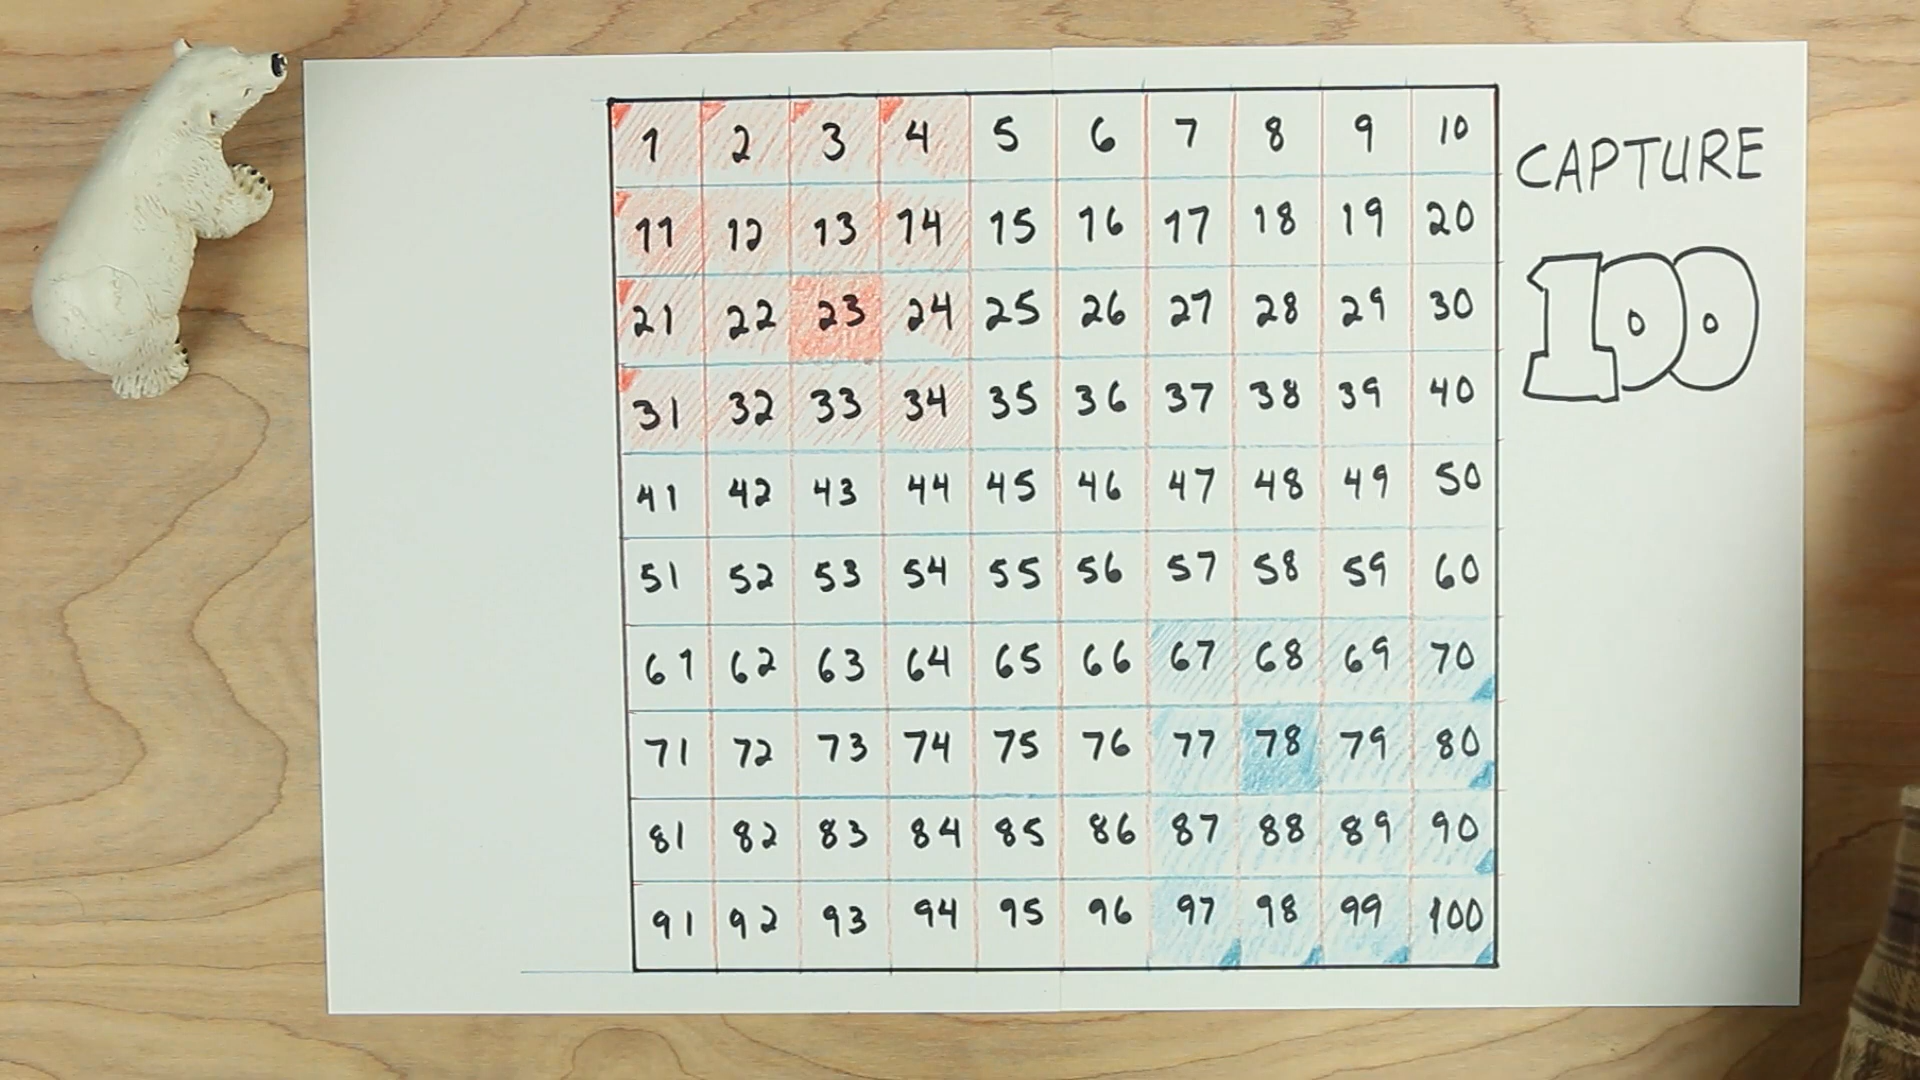 1 2 3 4 5 6 7 8 9 10
11 12 13 14 15 16 17 18 19 20
21 22 23 24 25 26 27 28 29 30
31 32 33 34 35 36 37 38 39 40
41 42 43 44 45 46 47 48 49 50
51 52 53 54 55 56 57 58 59 60
61 62 63 64 65 66 67 68 69 70
71 72 73 74 75 76 77 78 79 80
81 82 83 84 85 86 87 88 89 90
91 92 93 94 95 96 97 98 99 100
CAPTURE
100